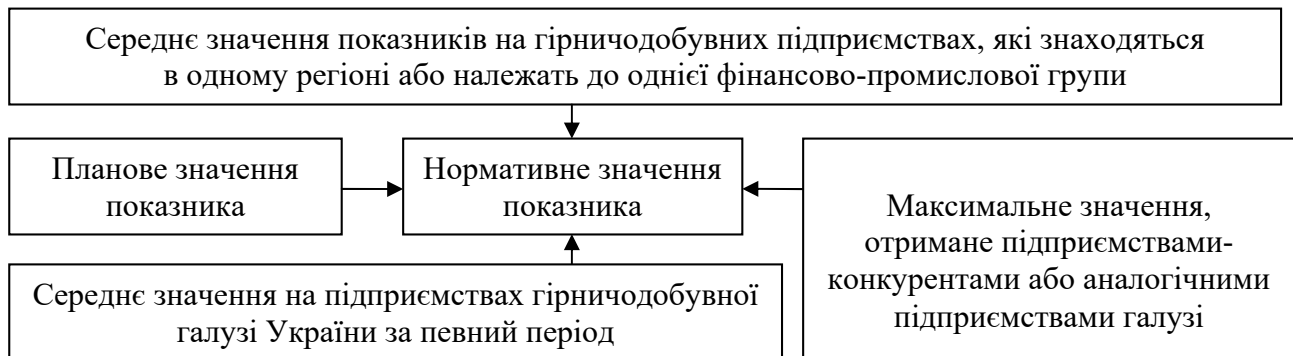 Середнє значення показників на гірничодобувних підприємствах, які знаходяться
в одному регіоні або належать до однієї фінансово-промислової групи
Планове значення
показника
Нормативне значення
показника
Максимальне значення,
отримане підприємствами-
конкурентами або аналогічними
підприємствами галузі
Середнє значення на підприємствах гірничодобувної
галузі України за певний період